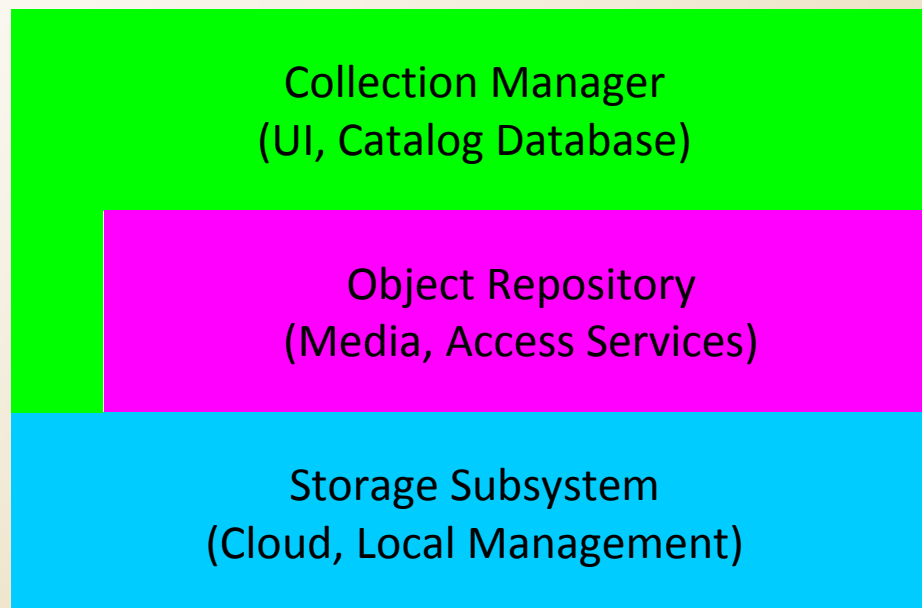 Collection Manager
(UI, Catalog Database)
Object Repository
(Media, Access Services)
Storage Subsystem
(Cloud, Local Management)